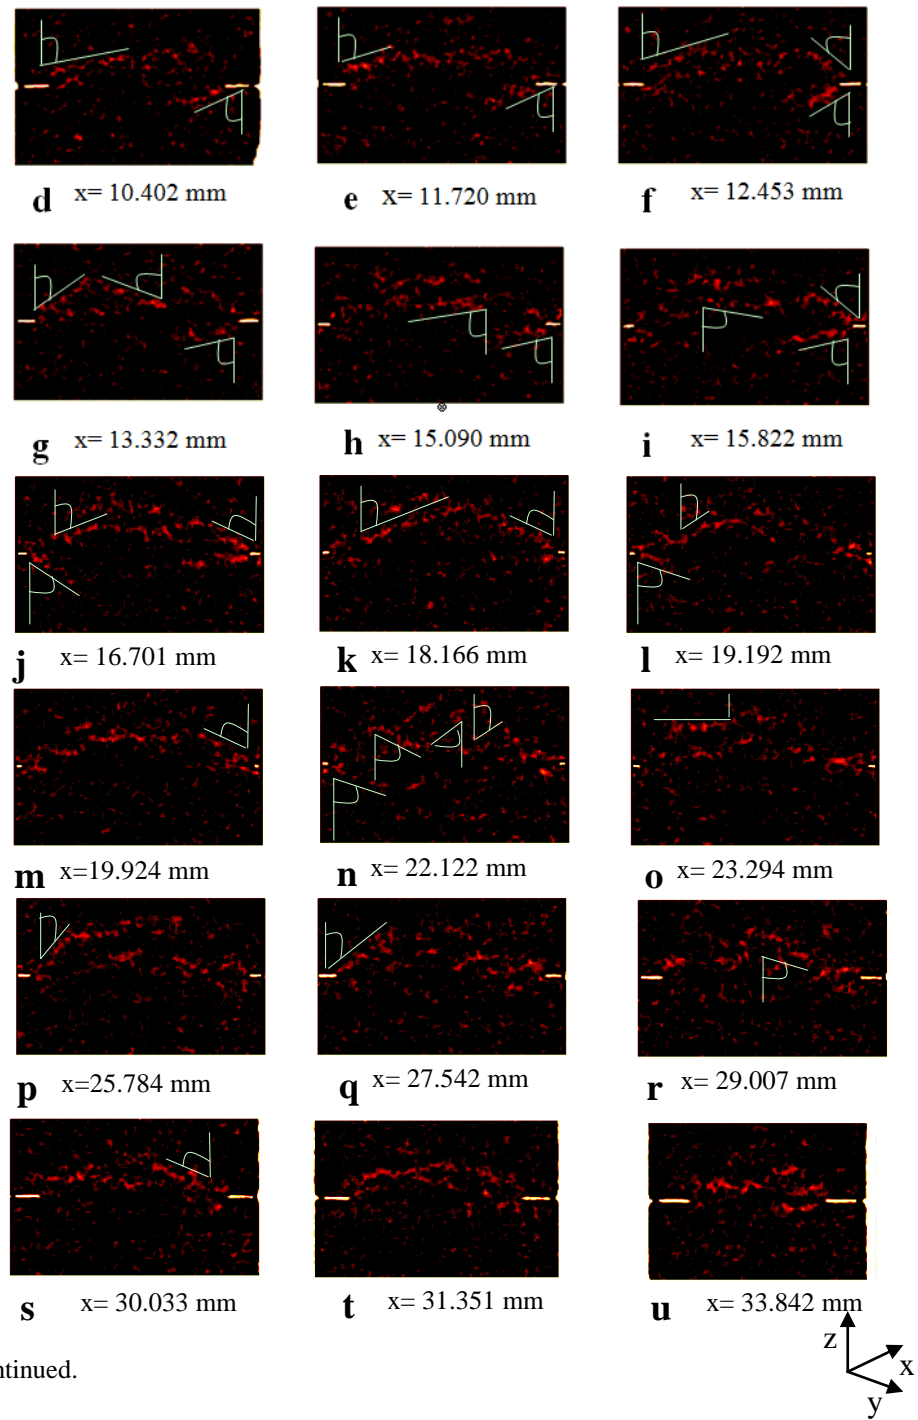 d x= 10.402 mm
e x= 11.720 mm
f x= 12.453 mm
g x= 13.332 mm
h x= 15.090 mm
i x= 15.822 mm
j x= 16.701 mm
k x= 18.166 mm
l x= 19.192 mm
m x=19.924 mm
n x= 22.122 mm
o x= 23.294 mm
p x=25.784 mm
q x= 27.542 mm
r x= 29.007 mm
s x= 30.033 mm
t x= 31.351 mm
u x= 33.842 mm
z
x
ntinued.
y